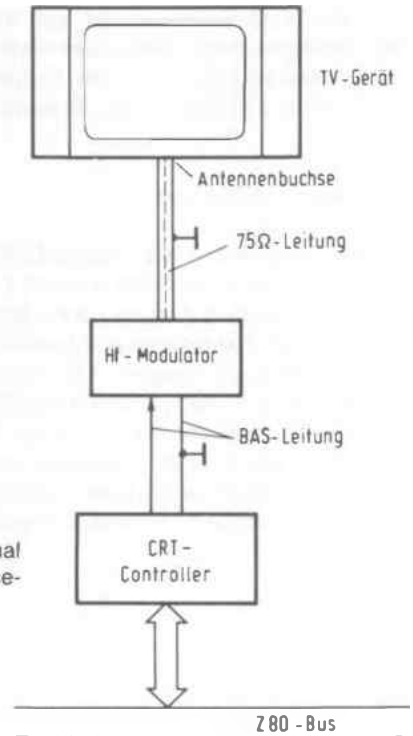 TV-Gerät
Antennenbuchse
75Ω-Leitung
Hf-Modulator
BAS-Leitung
CRT-
Controller
Z80-Bus